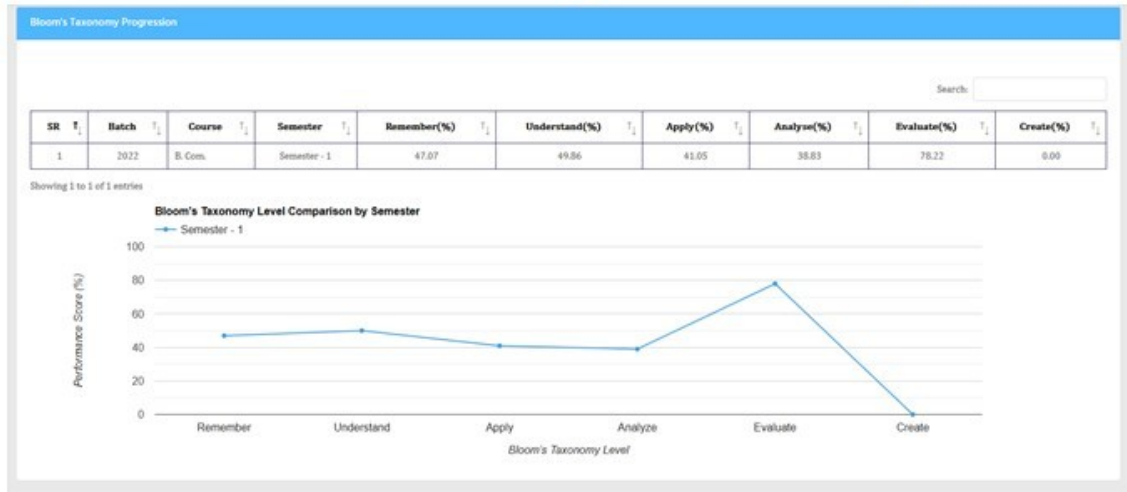 Bloom's Taxonomy Progression
Search:
SR Batch Course Semester Remember(%) Understand(%) Apply(%) Analyse(%) Evaluate(%) Create(%)
1 2022 B. Com. Semester - 1 47.07 49.86 41.05 38.83 78.22 0.00
Showing 1 to 1 of 1 entries
Bloom's Taxonomy Level Comparison by Semester
Semester - 1
Performance Score (%)
100
80
60
40
20
0
Remember Understand Apply Analyze Evaluate Create
Bloom's Taxonomy Level